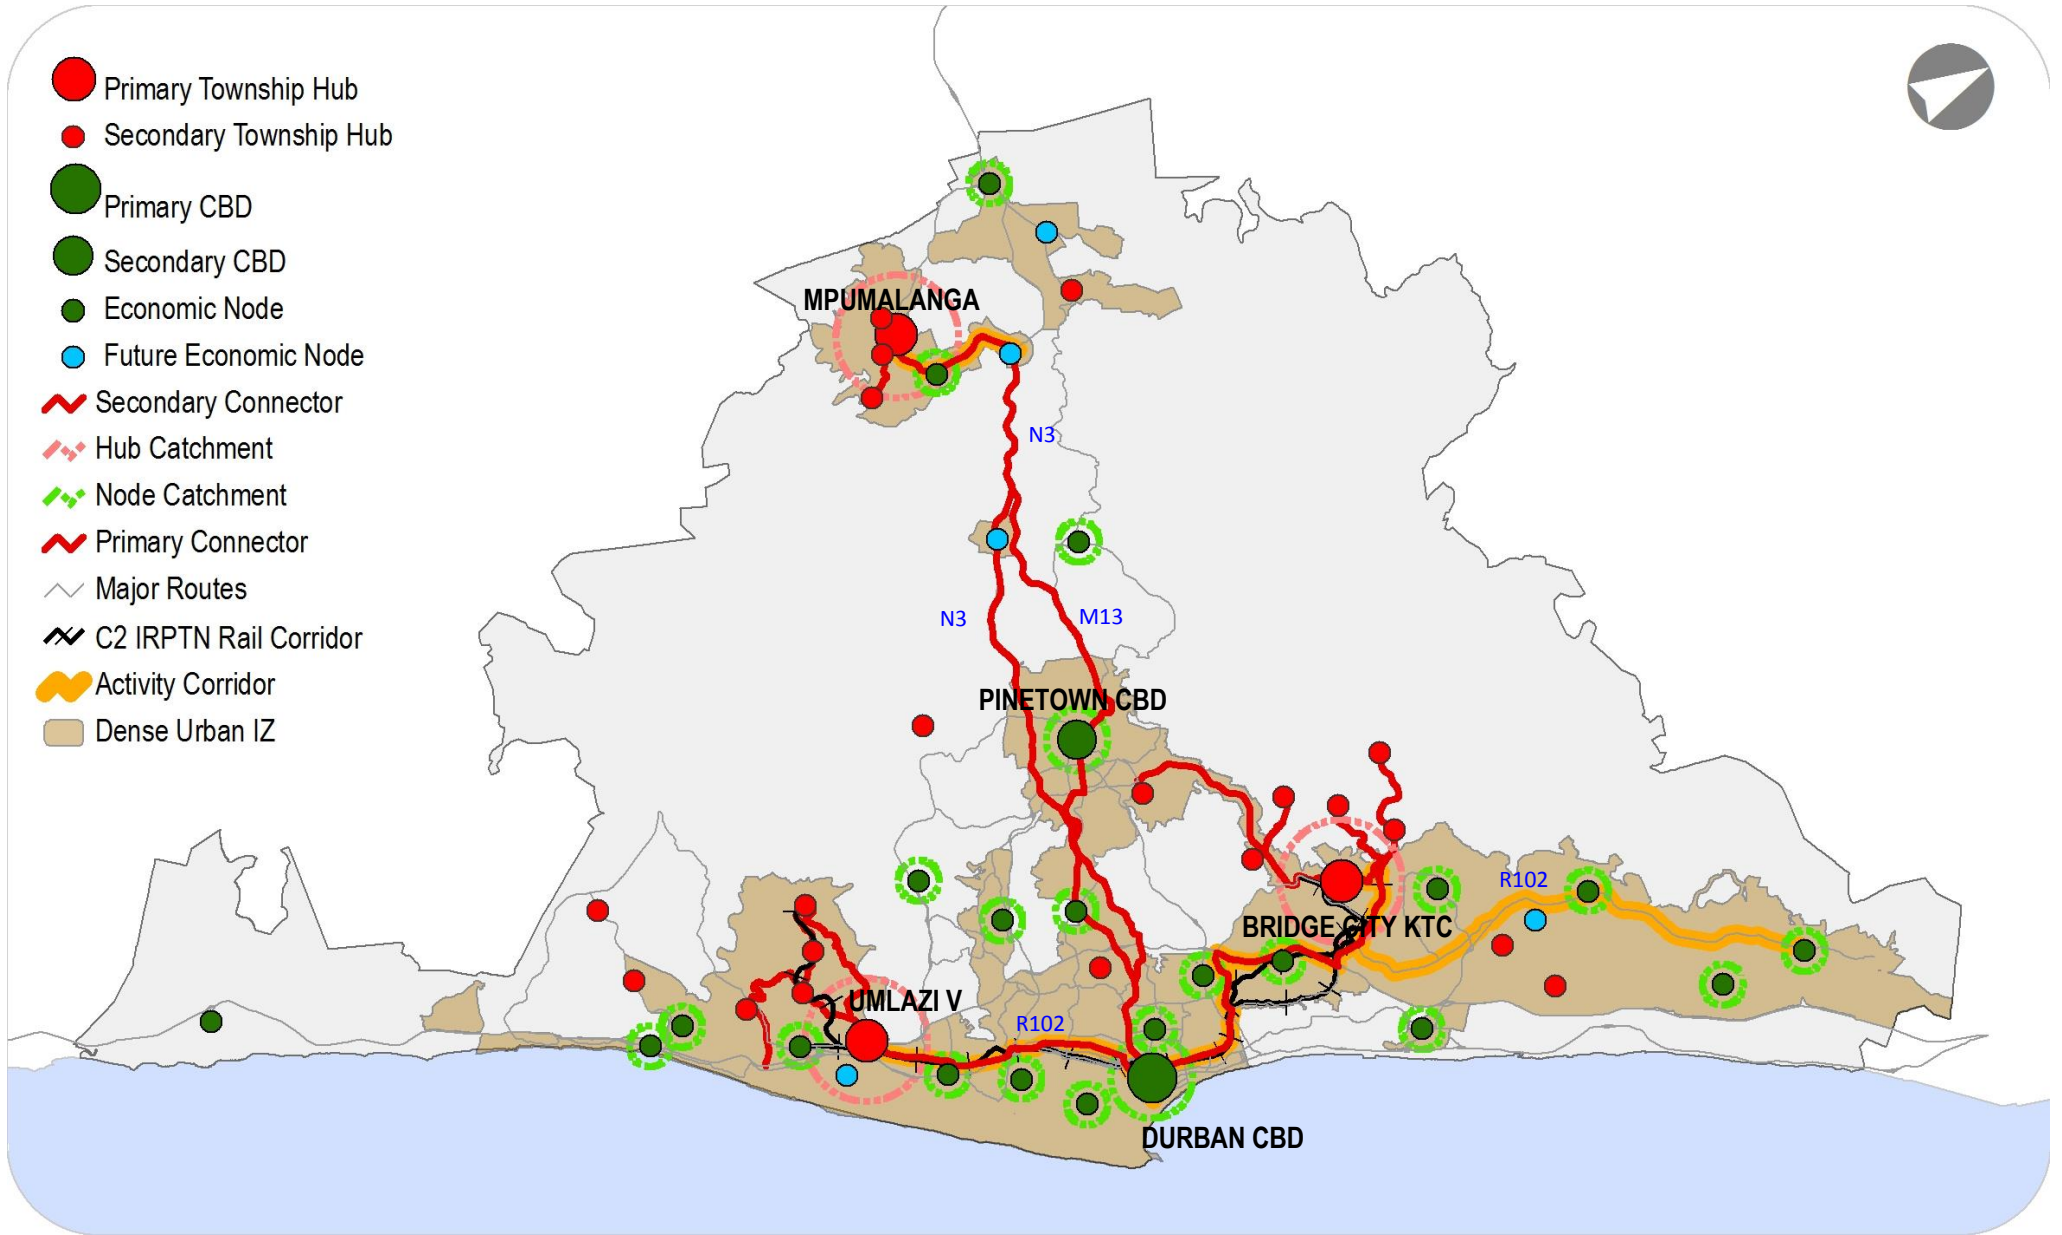 Primary Township Hub
Secondary Township Hub
Primary CBD
Secondary CBD
Economic Node
Future Economic Node
Secondary Connector
Hub Catchment
Node Catchment
Primary Connector
Major Routes
C2 IRPTN Rail Corridor
Activity Corridor
Dense Urban IZ
MPUMALANGA
N3
N3
M13
PINETOWN CBD
R102
BRIDGE CITY KTC
UMLAZI V
R102
DURBAN CBD